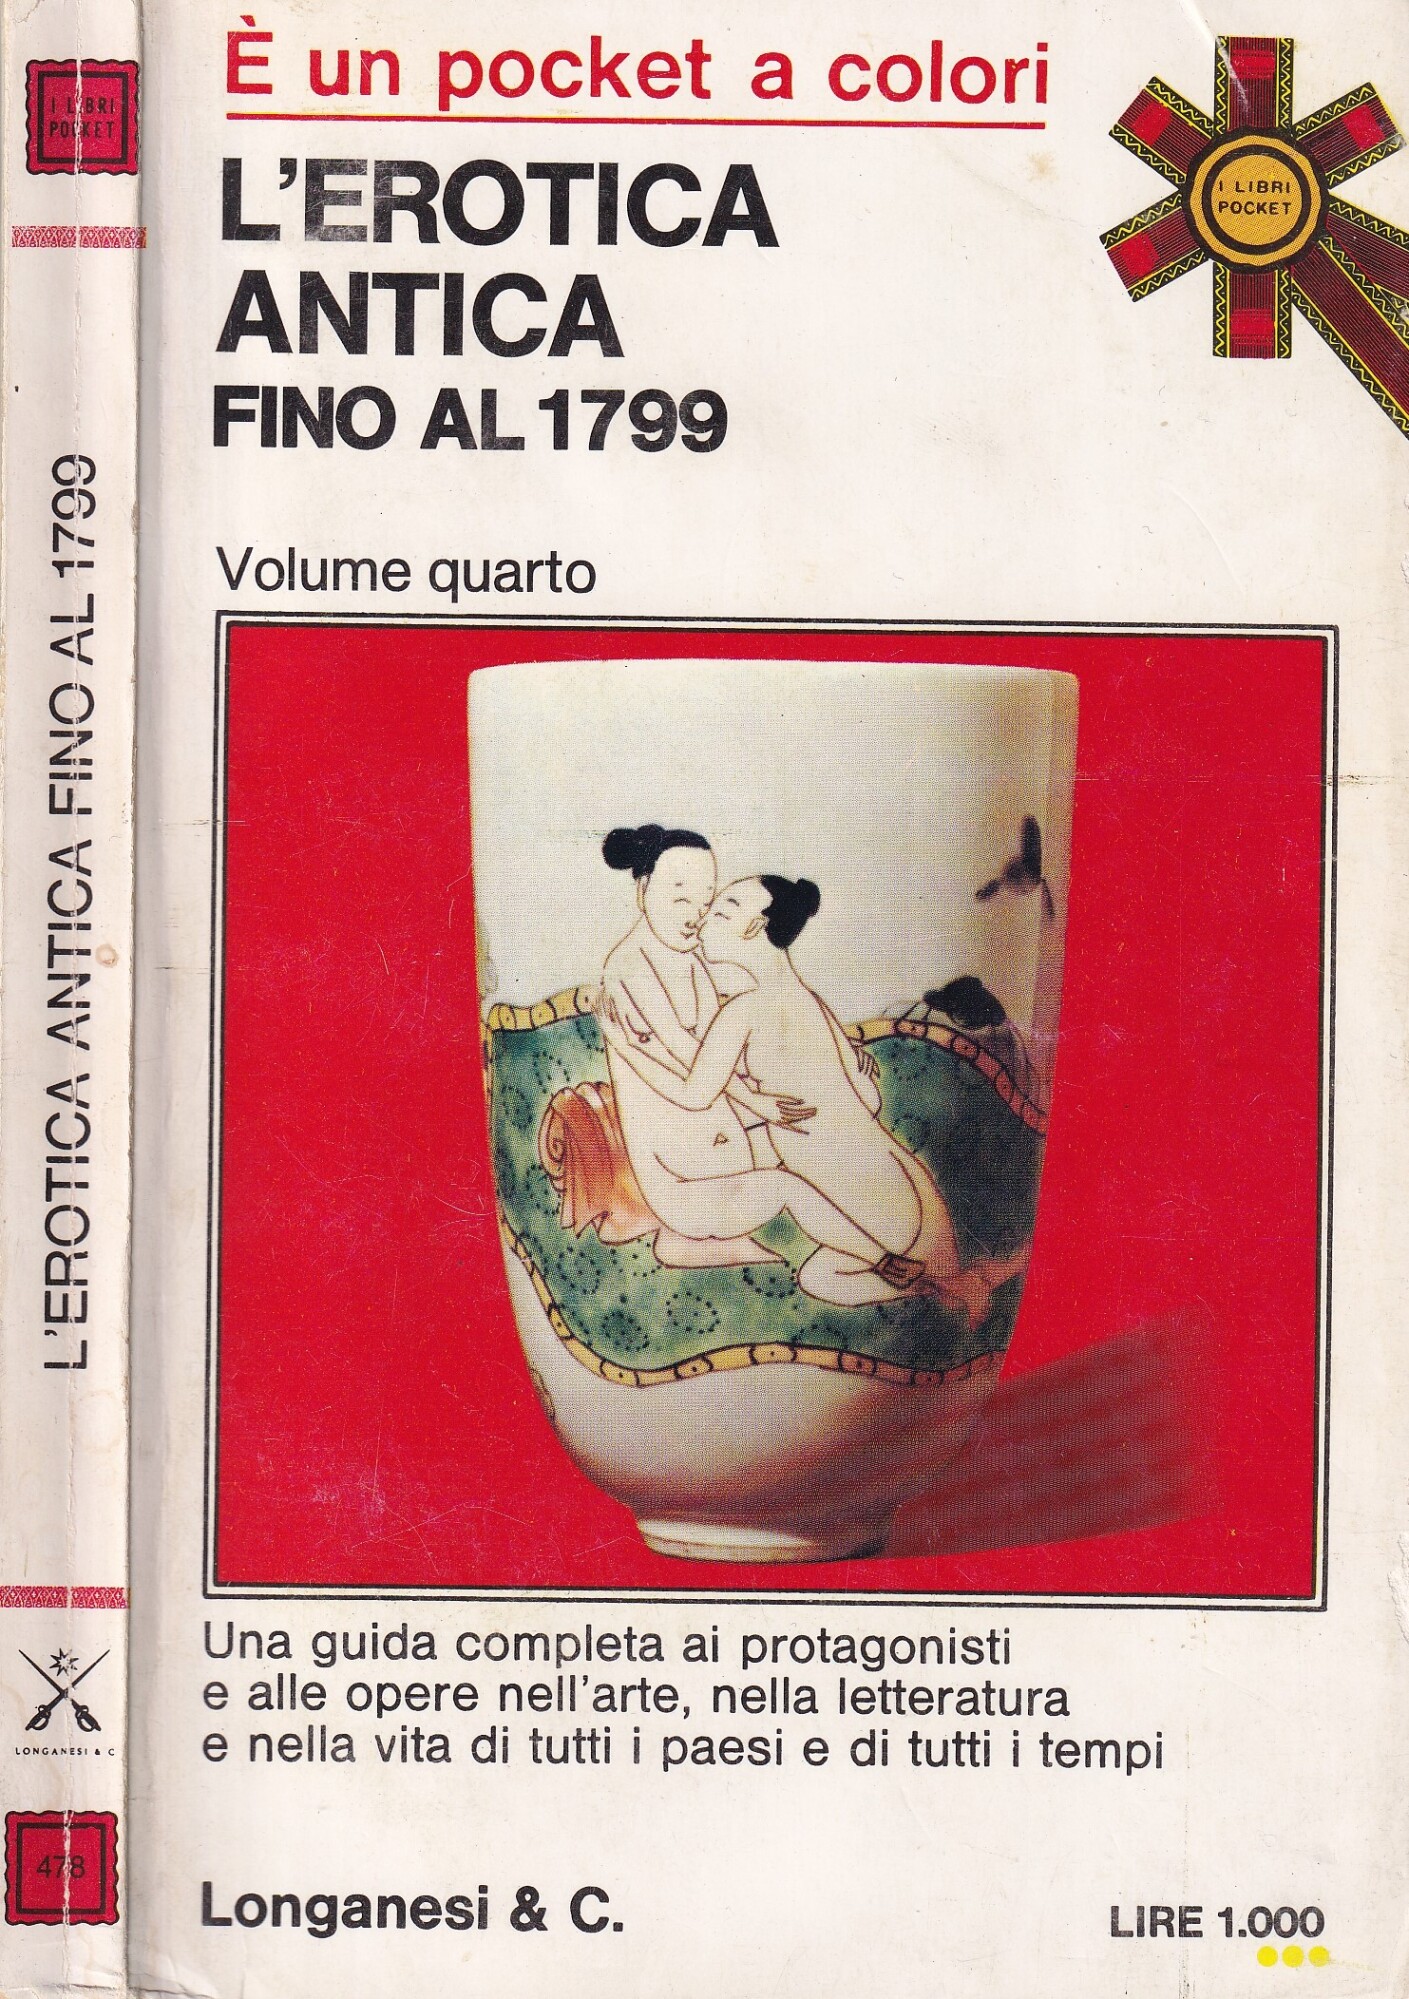 I LIBRI
POCKET
L'EROTICA ANTICA FINO AL 1799
LONGANESI & C
478
È un pocket a colori
I LIBRI
POCKET
L'EROTICA
ANTICA
FINO AL 1799
Volume quarto
Una guida completa ai protagonisti
e alle opere nell'arte, nella letteratura
e nella vita di tutti i paesi e di tutti i tempi
Longanesi & C.
LIRE 1.000